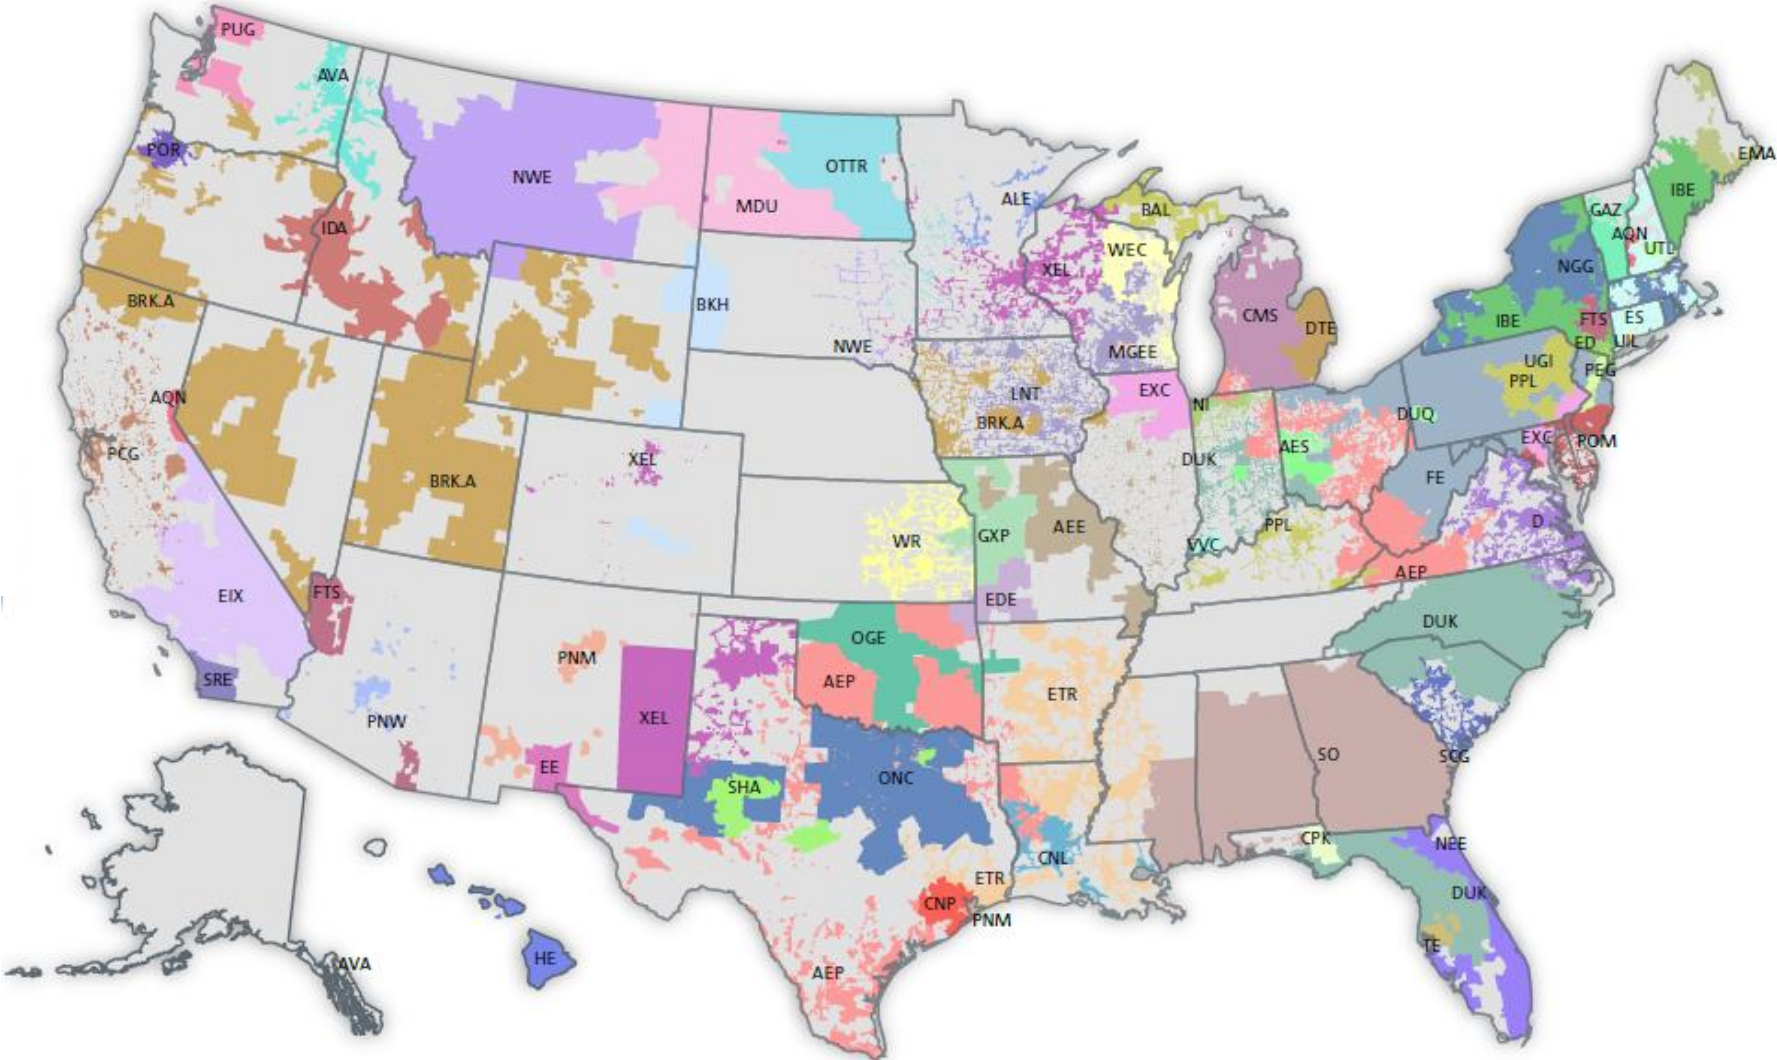 PUG
AVA
POR
NWE
MDU
OTTR
ALE
BAL
EMA
IBE
GAZ
AQN
UTL
IDA
BRK.A
BKH
NWE
XEL
WEC
MGEE
CMS
DTE
NGG
IBE
FTS
ES
ED
UIL
UGI
PPL
PEG
AQN
PCG
BRK.A
XEL
LNT
BRK.A
EXC
NI
DUK
AES
DUQ
EXC
POM
FE
D
PPL
VVC
AEP
WR
GXP
AEE
EDE
EIX
FTS
SRE
PNW
PNM
XEL
EE
OGE
AEP
ETR
DUK
SO
SCG
SHA
ONC
CNL
CPK
NEE
DUK
TE
DUK
ETR
CNP
PNM
AEP
AVA
HE